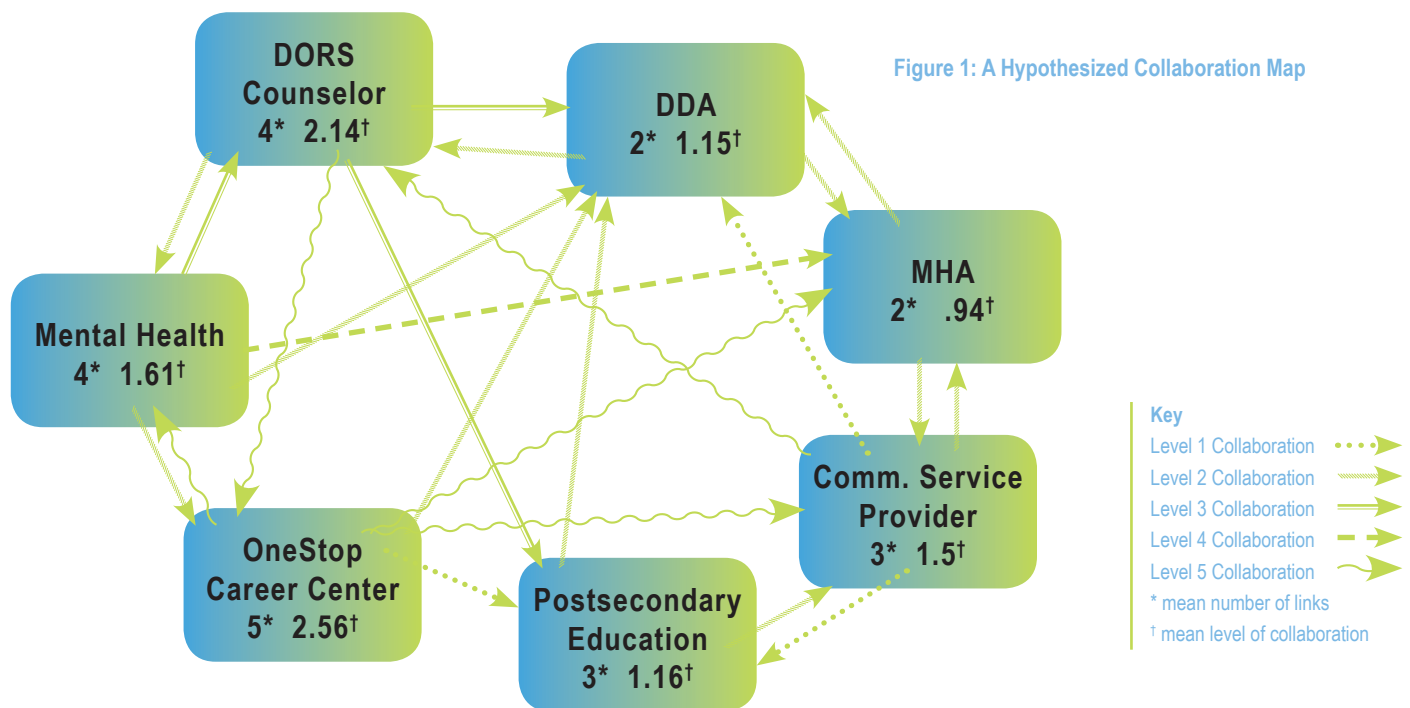 Figure 1: A Hypothesized Collaboration Map
DORS
Counselor
4* 2.14†
DDA
2* 1.15†
MHA
2* .94†
Mental Health
4* 1.61†
Comm. Service
Provider
3* 1.5†
OneStop
Career Center
5* 2.56†
Postsecondary
Education
3* 1.16†
Key
Level 1 Collaboration
Level 2 Collaboration
Level 3 Collaboration
Level 4 Collaboration
Level 5 Collaboration
* mean number of links
† mean level of collaboration